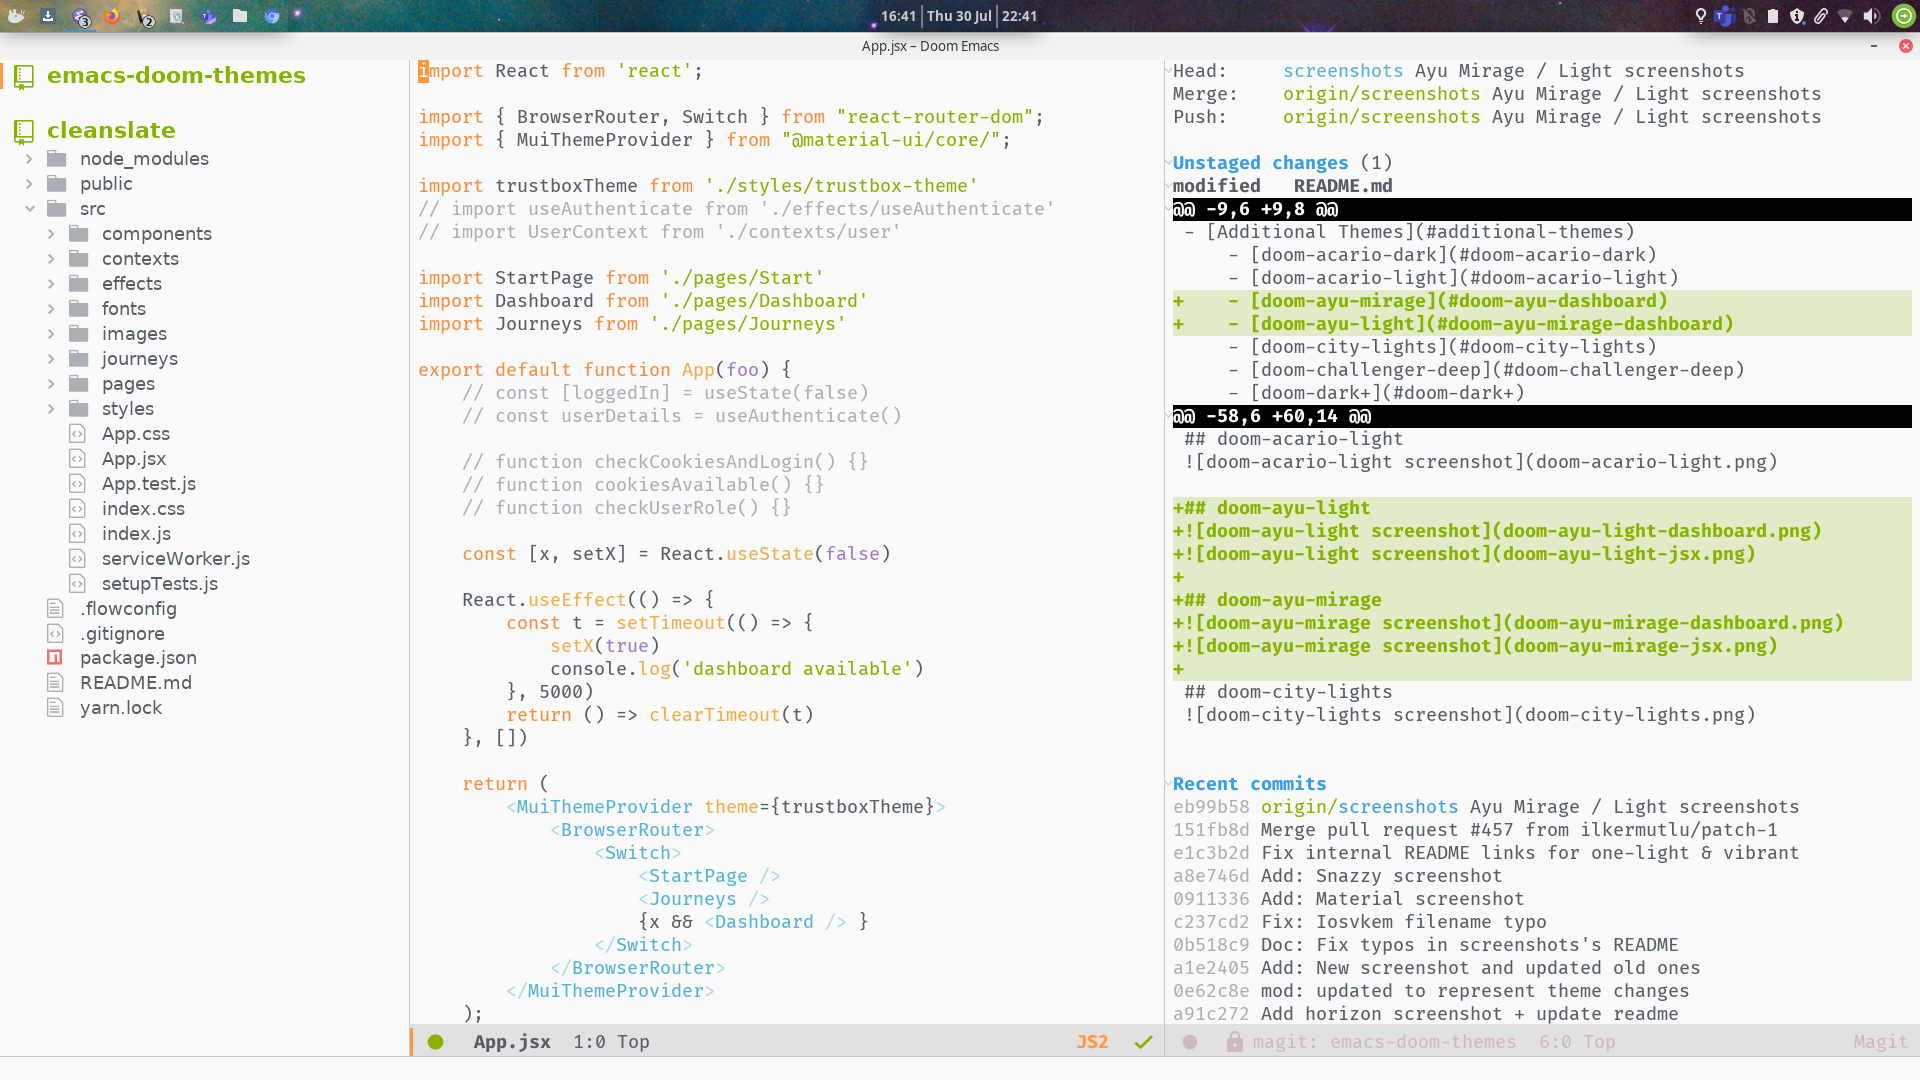 3
2
16:41 Thu 30 Jul 22:41
App.jsx – Doom Emacs
emacs-doom-themes
cleanslate
node_modules
public
src
components
contexts
effects
fonts
images
journeys
pages
styles
App.css
App.jsx
App.test.js
index.css
index.js
serviceWorker.js
setupTests.js
.flowconfig
.gitignore
package.json
README.md
yarn.lock
import React from 'react';
import { BrowserRouter, Switch } from "react-router-dom";
import { MuiThemeProvider } from "@material-ui/core/";
import trustboxTheme from './styles/trustbox-theme'
// import useAuthenticate from './effects/useAuthenticate'
// import UserContext from './contexts/user'
import StartPage from './pages/Start'
import Dashboard from './pages/Dashboard'
import Journeys from './pages/Journeys'
export default function App(foo) {
    // const [loggedIn] = useState(false)
    // const userDetails = useAuthenticate()
    // function checkCookiesAndLogin() {}
    // function cookiesAvailable() {}
    // function checkUserRole() {}
    const [x, setX] = React.useState(false)
    React.useEffect(() => {
        const t = setTimeout(() => {
            setX(true)
            console.log('dashboard available')
        }, 5000)
        return () => clearTimeout(t)
    }, [])
    return (
        <MuiThemeProvider theme={trustboxTheme}>
            <BrowserRouter>
                <Switch>
                    <StartPage />
                    <Journeys />
                    {x && <Dashboard /> }
                </Switch>
            </BrowserRouter>
        </MuiThemeProvider>
    );
App.jsx 1:0 Top JS2
Head: screenshots Ayu Mirage / Light screenshots
Merge: origin/screenshots Ayu Mirage / Light screenshots
Push: origin/screenshots Ayu Mirage / Light screenshots
Unstaged changes (1)
modified README.md
@@ -9,6 +9,8 @@
 - [Additional Themes](#additional-themes)
     - [doom-acario-dark](#doom-acario-dark)
     - [doom-acario-light](#doom-acario-light)
+    - [doom-ayu-mirage](#doom-ayu-dashboard)
+    - [doom-ayu-light](#doom-ayu-mirage-dashboard)
     - [doom-city-lights](#doom-city-lights)
     - [doom-challenger-deep](#doom-challenger-deep)
     - [doom-dark+](#doom-dark+)
@@ -58,6 +60,14 @@
 ## doom-acario-light
 ![doom-acario-light screenshot](doom-acario-light.png)
+## doom-ayu-light
+![doom-ayu-light screenshot](doom-ayu-light-dashboard.png)
+![doom-ayu-light screenshot](doom-ayu-light-jsx.png)
+
+## doom-ayu-mirage
+![doom-ayu-mirage screenshot](doom-ayu-mirage-dashboard.png)
+![doom-ayu-mirage screenshot](doom-ayu-mirage-jsx.png)
+
 ## doom-city-lights
 ![doom-city-lights screenshot](doom-city-lights.png)
Recent commits
eb99b58 origin/screenshots Ayu Mirage / Light screenshots
151fb8d Merge pull request #457 from ilkermutlu/patch-1
e1c3b2d Fix internal README links for one-light & vibrant
a8e746d Add: Snazzy screenshot
0911336 Add: Material screenshot
c237cd2 Fix: Iosvkem filename typo
0b518c9 Doc: Fix typos in screenshots's README
a1e2405 Add: New screenshot and updated old ones
0e62c8e mod: updated to represent theme changes
a91c272 Add horizon screenshot + update readme
magit: emacs-doom-themes 6:0 Top Magit